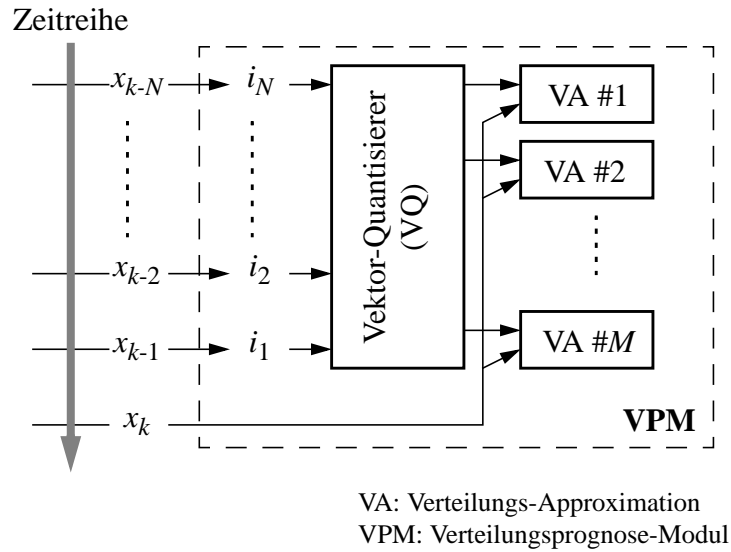 Zeitreihe
x_{k-N} i_N
x_{k-2} i_2
x_{k-1} i_1
x_k
Vektor-Quantisierer
(VQ)
VA #1
VA #2
VA #M
VPM
VA: Verteilungs-Approximation
VPM: Verteilungsprognose-Modul